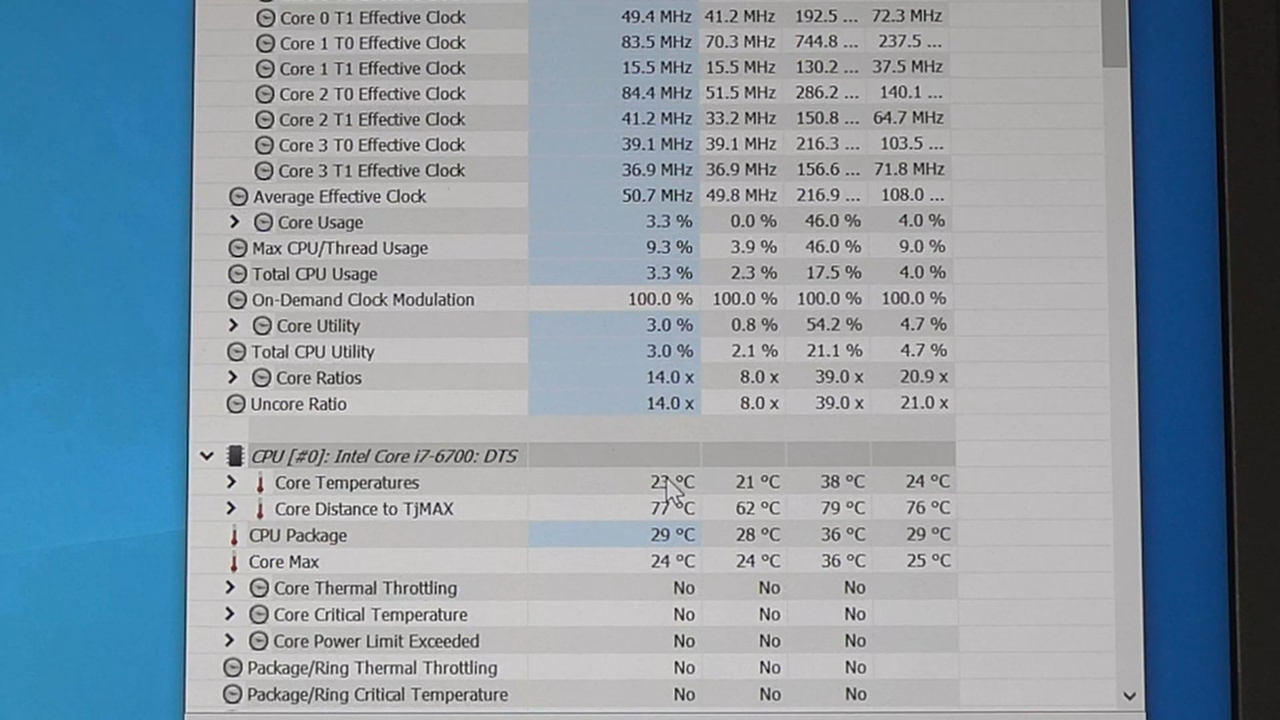 Core 0 T1 Effective Clock 49.4 MHz 41.2 MHz 192.5 ... 72.3 MHz
Core 1 T0 Effective Clock 83.5 MHz 70.3 MHz 744.8 ... 237.5 ...
Core 1 T1 Effective Clock 15.5 MHz 15.5 MHz 130.2 ... 37.5 MHz
Core 2 T0 Effective Clock 84.4 MHz 51.5 MHz 286.2 ... 140.1 ...
Core 2 T1 Effective Clock 41.2 MHz 33.2 MHz 150.8 ... 64.7 MHz
Core 3 T0 Effective Clock 39.1 MHz 39.1 MHz 216.3 ... 103.5 ...
Core 3 T1 Effective Clock 36.9 MHz 36.9 MHz 156.6 ... 71.8 MHz
Average Effective Clock 50.7 MHz 49.8 MHz 216.9 ... 108.0 ...
Core Usage 3.3 % 0.0 % 46.0 % 4.0 %
Max CPU/Thread Usage 9.3 % 3.9 % 46.0 % 9.0 %
Total CPU Usage 3.3 % 2.3 % 17.5 % 4.0 %
On-Demand Clock Modulation 100.0 % 100.0 % 100.0 % 100.0 %
Core Utility 3.0 % 0.8 % 54.2 % 4.7 %
Total CPU Utility 3.0 % 2.1 % 21.1 % 4.7 %
Core Ratios 14.0 x 8.0 x 39.0 x 20.9 x
Uncore Ratio 14.0 x 8.0 x 39.0 x 21.0 x
CPU [#0]: Intel Core i7-6700: DTS
Core Temperatures 23 °C 21 °C 38 °C 24 °C
Core Distance to TjMAX 77 °C 62 °C 79 °C 76 °C
CPU Package 29 °C 28 °C 36 °C 29 °C
Core Max 24 °C 24 °C 36 °C 25 °C
Core Thermal Throttling No No No
Core Critical Temperature No No No
Core Power Limit Exceeded No No No
Package/Ring Thermal Throttling No No No
Package/Ring Critical Temperature No No No